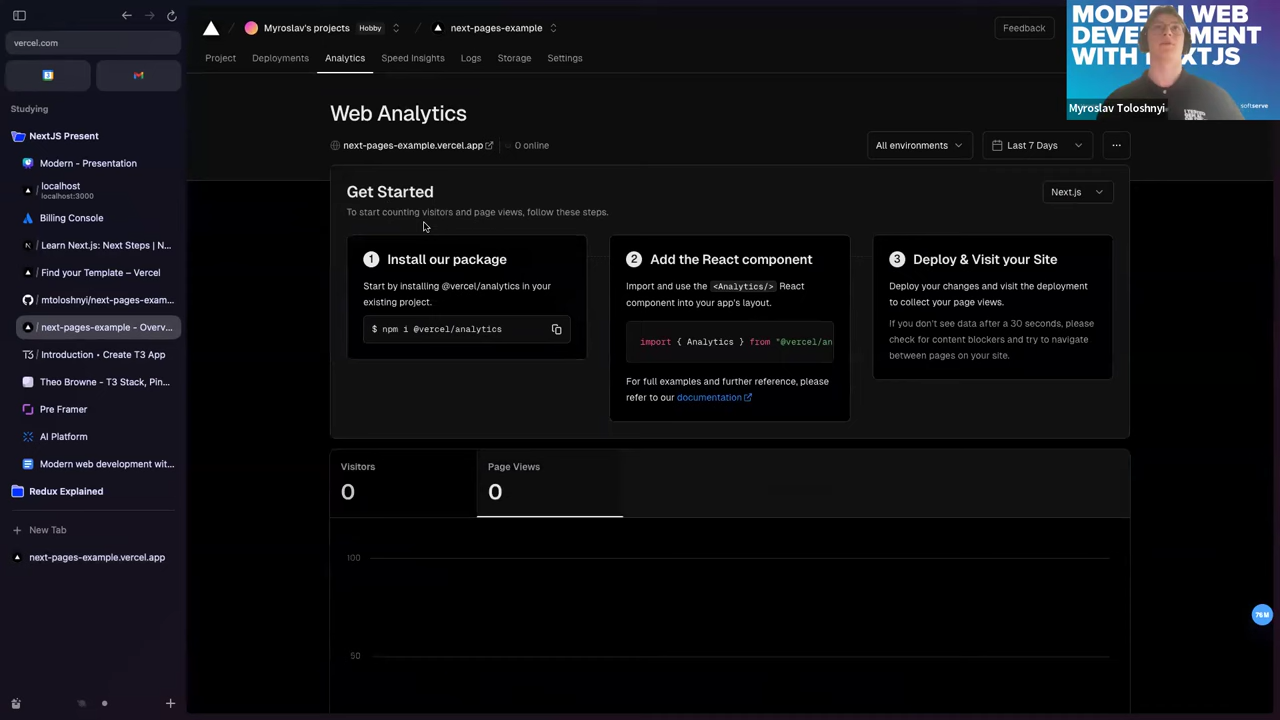 vercel.com
Studying
NextJS Present
Modern - Presentation
/ localhost
localhost:3000
Billing Console
/ Learn Next.js: Next Steps | N...
/ Find your Template – Vercel
/ mtoloshnyi/next-pages-exam...
/ next-pages-example - Overv...
/ Introduction • Create T3 App
Theo Browne - T3 Stack, Pin...
Pre Framer
AI Platform
Modern web development wit...
Redux Explained
New Tab
next-pages-example.vercel.app
Myroslav's projects Hobby
next-pages-example
Feedback
Project Deployments Analytics Speed Insights Logs Storage Settings
Web Analytics
next-pages-example.vercel.app 0 online
All environments Last 7 Days
Get Started
Next.js
To start counting visitors and page views, follow these steps.
1 Install our package
Start by installing @vercel/analytics in your
existing project.
$ npm i @vercel/analytics
2 Add the React component
Import and use the <Analytics/> React
component into your app's layout.
import { Analytics } from "@vercel/an
For full examples and further reference, please
refer to our documentation
3 Deploy & Visit your Site
Deploy your changes and visit the deployment
to collect your page views.
If you don't see data after a 30 seconds, please
check for content blockers and try to navigate
between pages on your site.
Visitors
0
Page Views
0
100
50
MODERN WEB
WITH
Myroslav Toloshnyi
softserve
76M